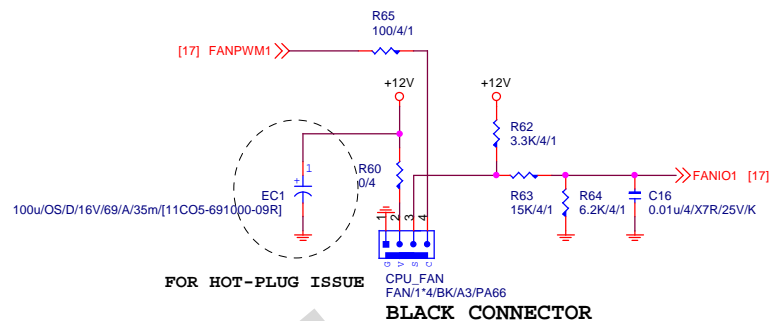 R65
100/4/1
[17] FANPWM1
+12V
+12V
R62
3.3K/4/1
1
+
EC1
100u/OS/D/16V/69/A/35m/[11CO5-691000-09R]
R60
0/4
FANIO1 [17]
R63
15K/4/1
R64
6.2K/4/1
C16
0.01u/4/X7R/25V/K
1 2 3 4
G V S C
FOR HOT-PLUG ISSUE
CPU_FAN
FAN/1*4/BK/A3/PA66
BLACK CONNECTOR